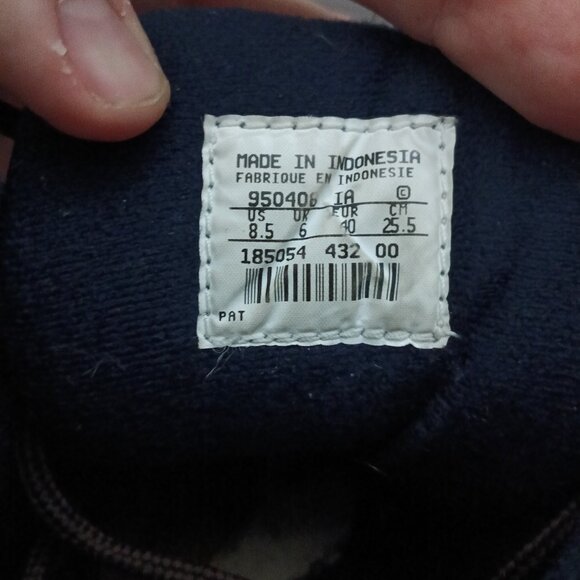 MADE IN INDONESIA
FABRIQUE EN INDONESIE
950406 IA ©
US UK EUR CM
8.5 6 40 25.5
185054 432 00
PAT